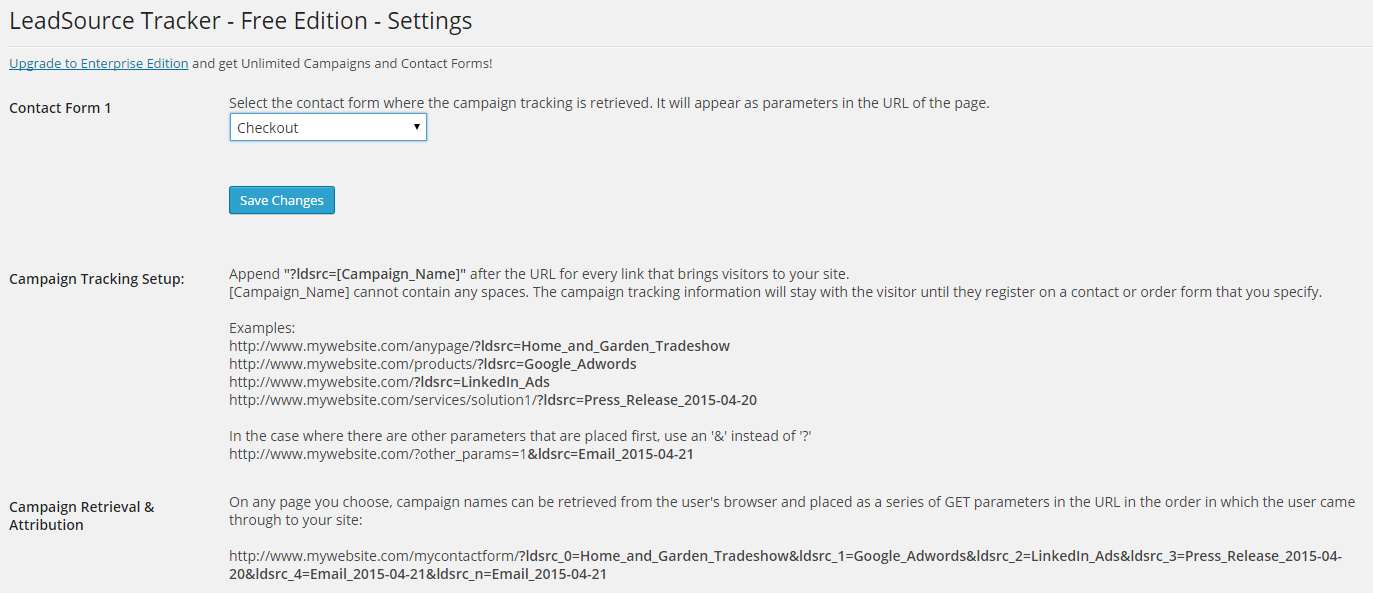 LeadSource Tracker - Free Edition - Settings
Upgrade to Enterprise Edition and get Unlimited Campaigns and Contact Forms!
Contact Form 1
Select the contact form where the campaign tracking is retrieved. It will appear as parameters in the URL of the page.
Checkout
Save Changes
Campaign Tracking Setup:
Append "?ldsrc=[Campaign_Name]" after the URL for every link that brings visitors to your site.
[Campaign_Name] cannot contain any spaces. The campaign tracking information will stay with the visitor until they register on a contact or order form that you specify.
Examples:
http://www.mywebsite.com/anypage/?ldsrc=Home_and_Garden_Tradeshow
http://www.mywebsite.com/products/?ldsrc=Google_Adwords
http://www.mywebsite.com/?ldsrc=LinkedIn_Ads
http://www.mywebsite.com/services/solution1/?ldsrc=Press_Release_2015-04-20
In the case where there are other parameters that are placed first, use an '&' instead of '?'
http://www.mywebsite.com/?other_params=1&ldsrc=Email_2015-04-21
Campaign Retrieval &
Attribution
On any page you choose, campaign names can be retrieved from the user's browser and placed as a series of GET parameters in the URL in the order in which the user came
through to your site:
http://www.mywebsite.com/mycontactform/?ldsrc_0=Home_and_Garden_Tradeshow&ldsrc_1=Google_Adwords&ldsrc_2=LinkedIn_Ads&ldsrc_3=Press_Release_2015-04-
20&ldsrc_4=Email_2015-04-21&ldsrc_n=Email_2015-04-21